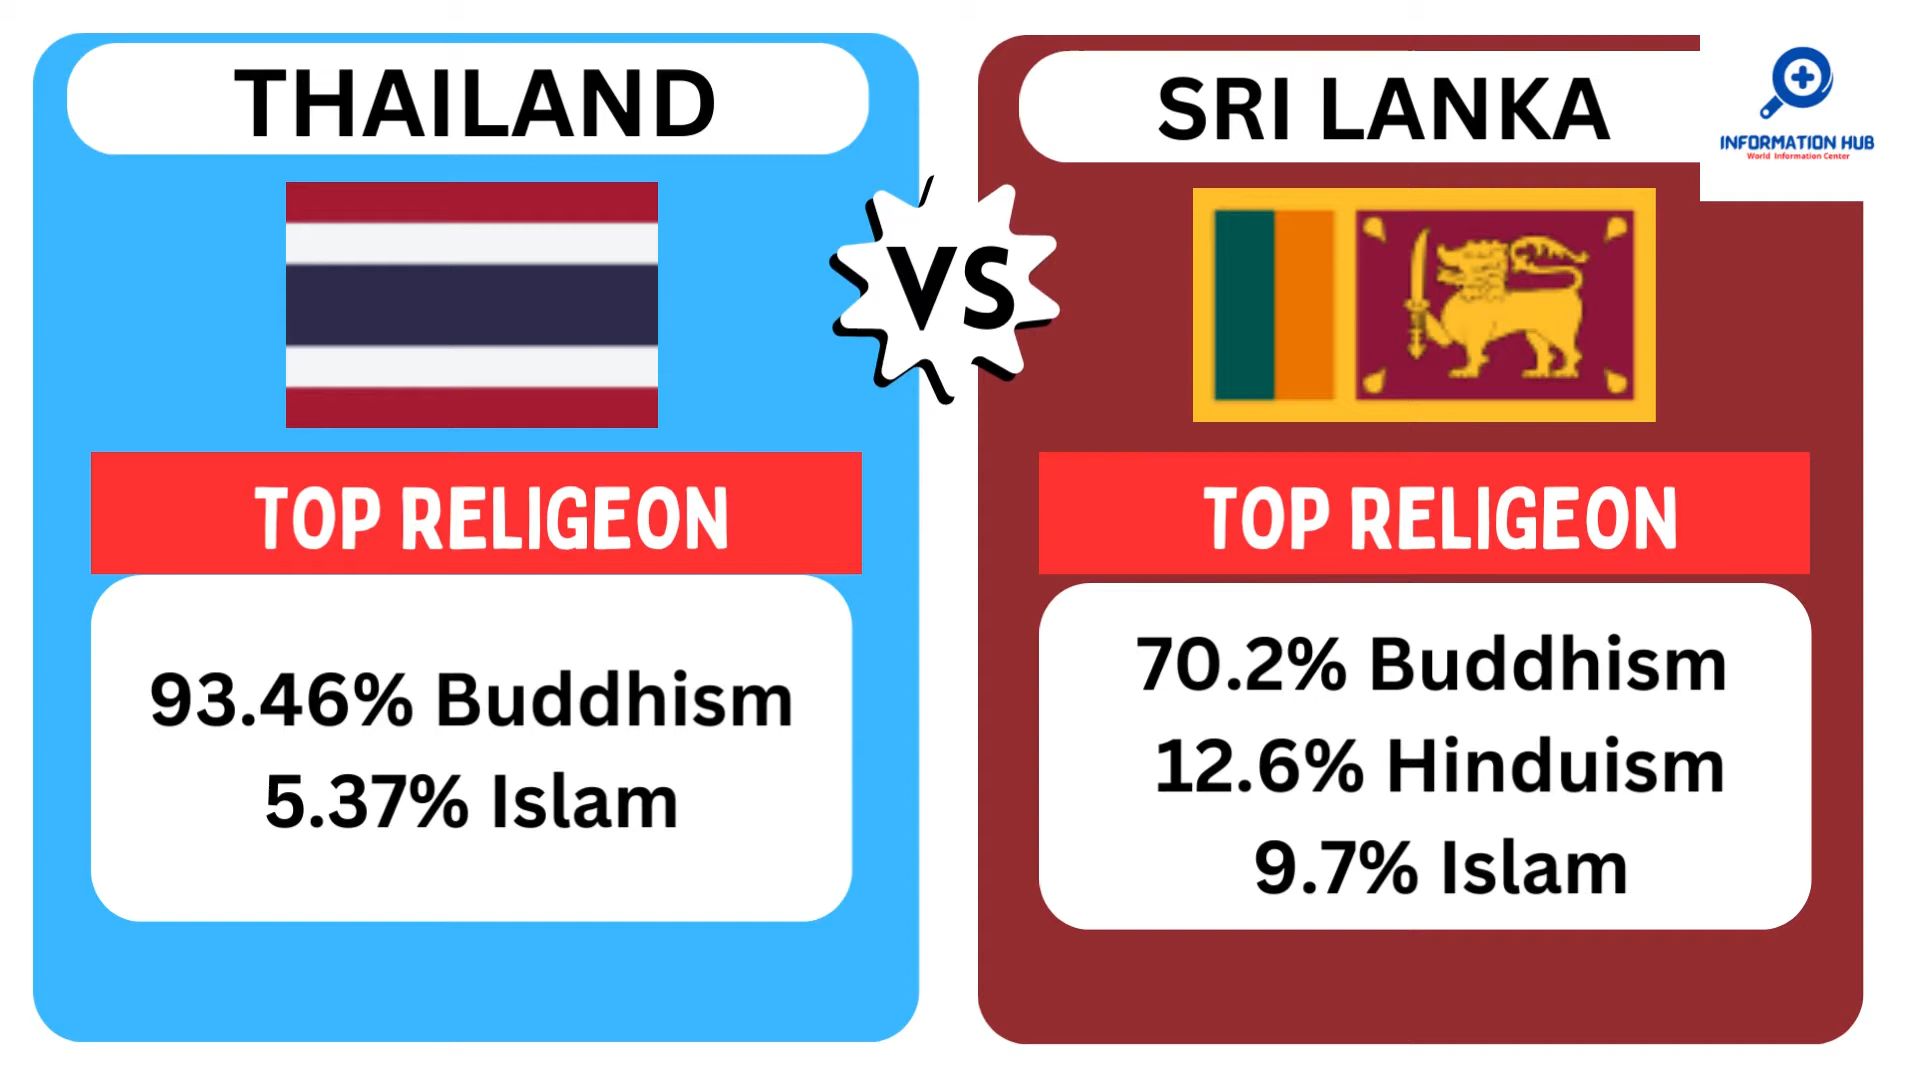 THAILAND
VS
SRI LANKA
INFORMATION HUB
World Information Center
TOP RELIGEON
93.46% Buddhism
5.37% Islam
TOP RELIGEON
70.2% Buddhism
12.6% Hinduism
9.7% Islam